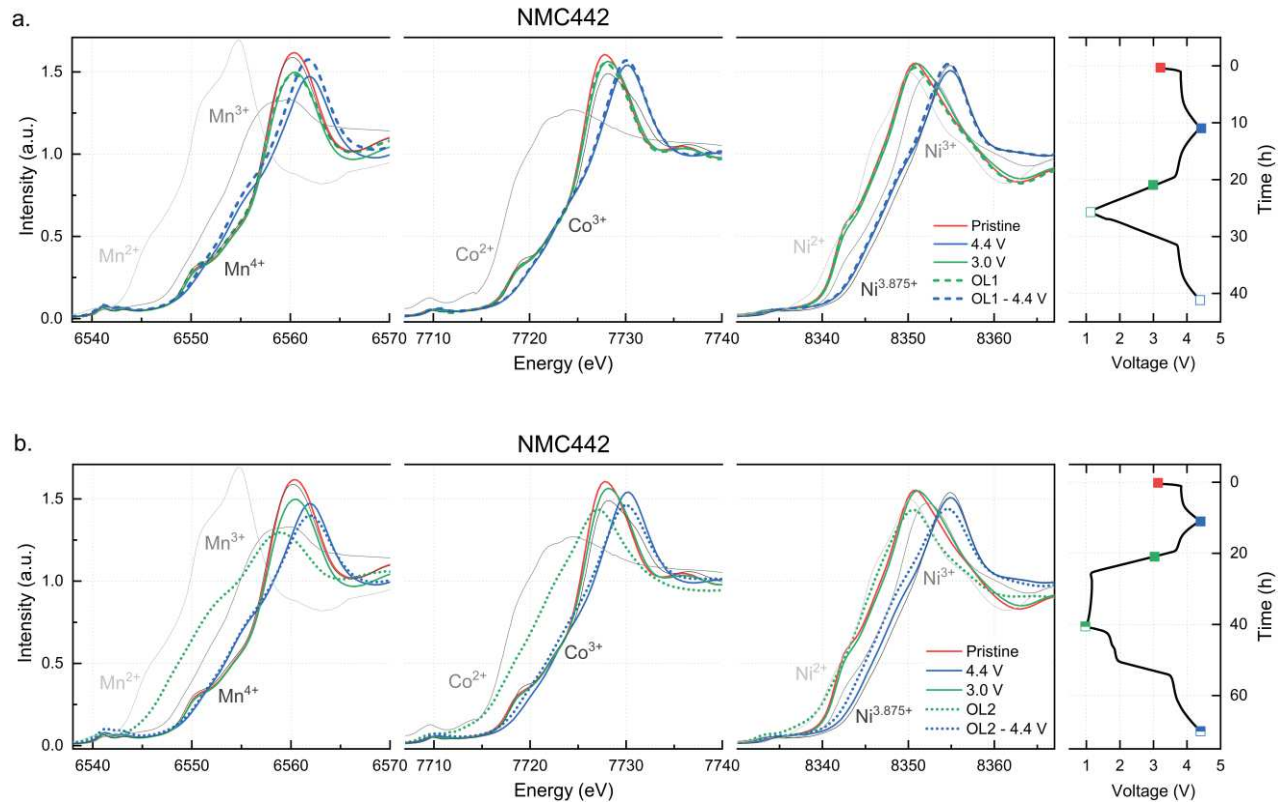 a.
NMC442
Intensity (a.u.)
1.5
1.0
0.5
0.0
Mn2+
Mn3+
Mn4+
Co2+
Co3+
Ni2+
Ni3+
Ni3.875+
Pristine
4.4 V
3.0 V
OL1
OL1 - 4.4 V
6540 6550 6560 6570
7710 7720 7730 7740
8340 8350 8360
Energy (eV)
0
10
20
30
40
Time (h)
1 2 3 4 5
Voltage (V)
b.
NMC442
Intensity (a.u.)
1.5
1.0
0.5
0.0
Mn2+
Mn3+
Mn4+
Co2+
Co3+
Ni2+
Ni3+
Ni3.875+
Pristine
4.4 V
3.0 V
OL2
OL2 - 4.4 V
6540 6550 6560 6570
7710 7720 7730 7740
8340 8350 8360
Energy (eV)
0
20
40
60
Time (h)
1 2 3 4 5
Voltage (V)